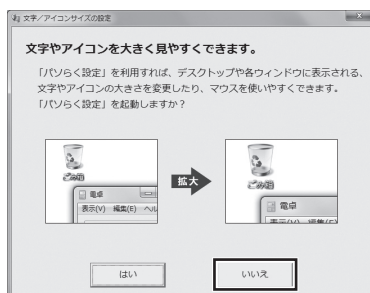 文字／アイコンサイズの設定
文字やアイコンを大きく見やすくできます。
「パソらく設定」を利用すれば、デスクトップや各ウィンドウに表示される、
文字やアイコンの大きさを変更したり、マウスを使いやすくできます。
「パソらく設定」を起動しますか？
ごみ箱
電卓
表示(V) 編集(E) ヘル
拡大
ごみ箱
電卓
表示(V) 編集(E)
はい
いいえ